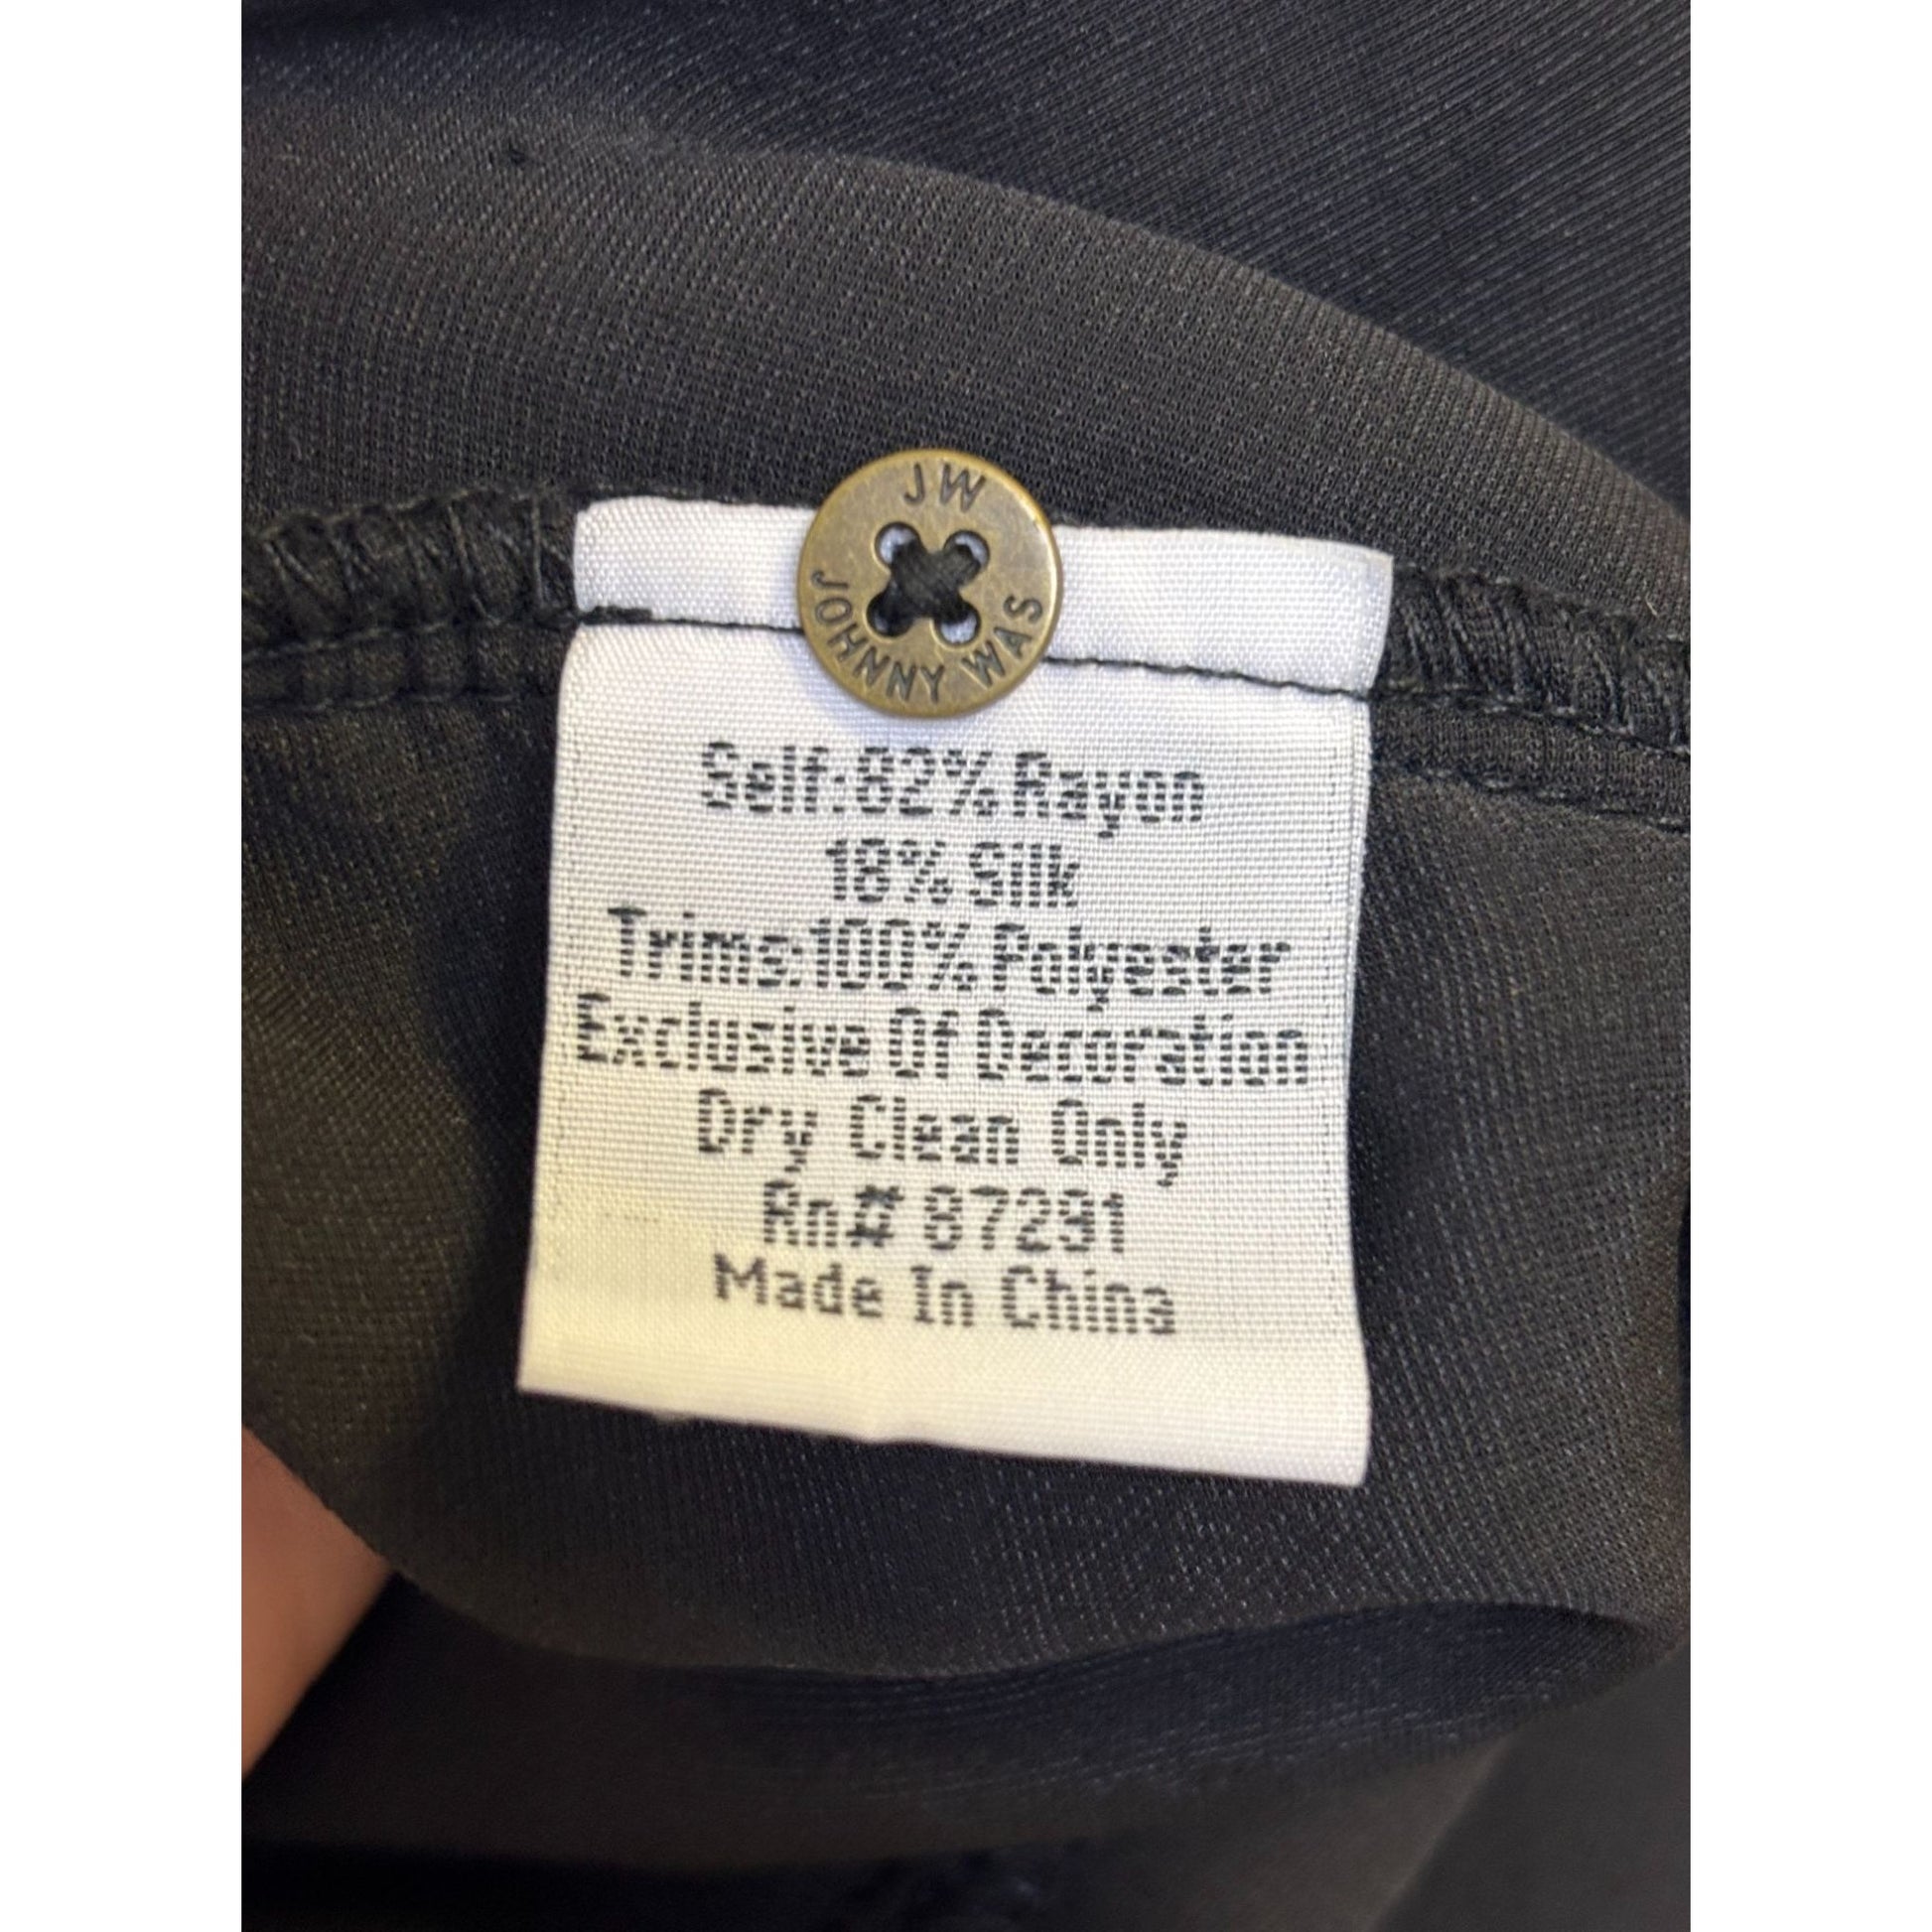 JW
JOHNNY WAS
Self:82% Rayon
18% Silk
Trims:100% Polyester
Exclusive Of Decoration
Dry Clean Only
Rn# 87291
Made In China